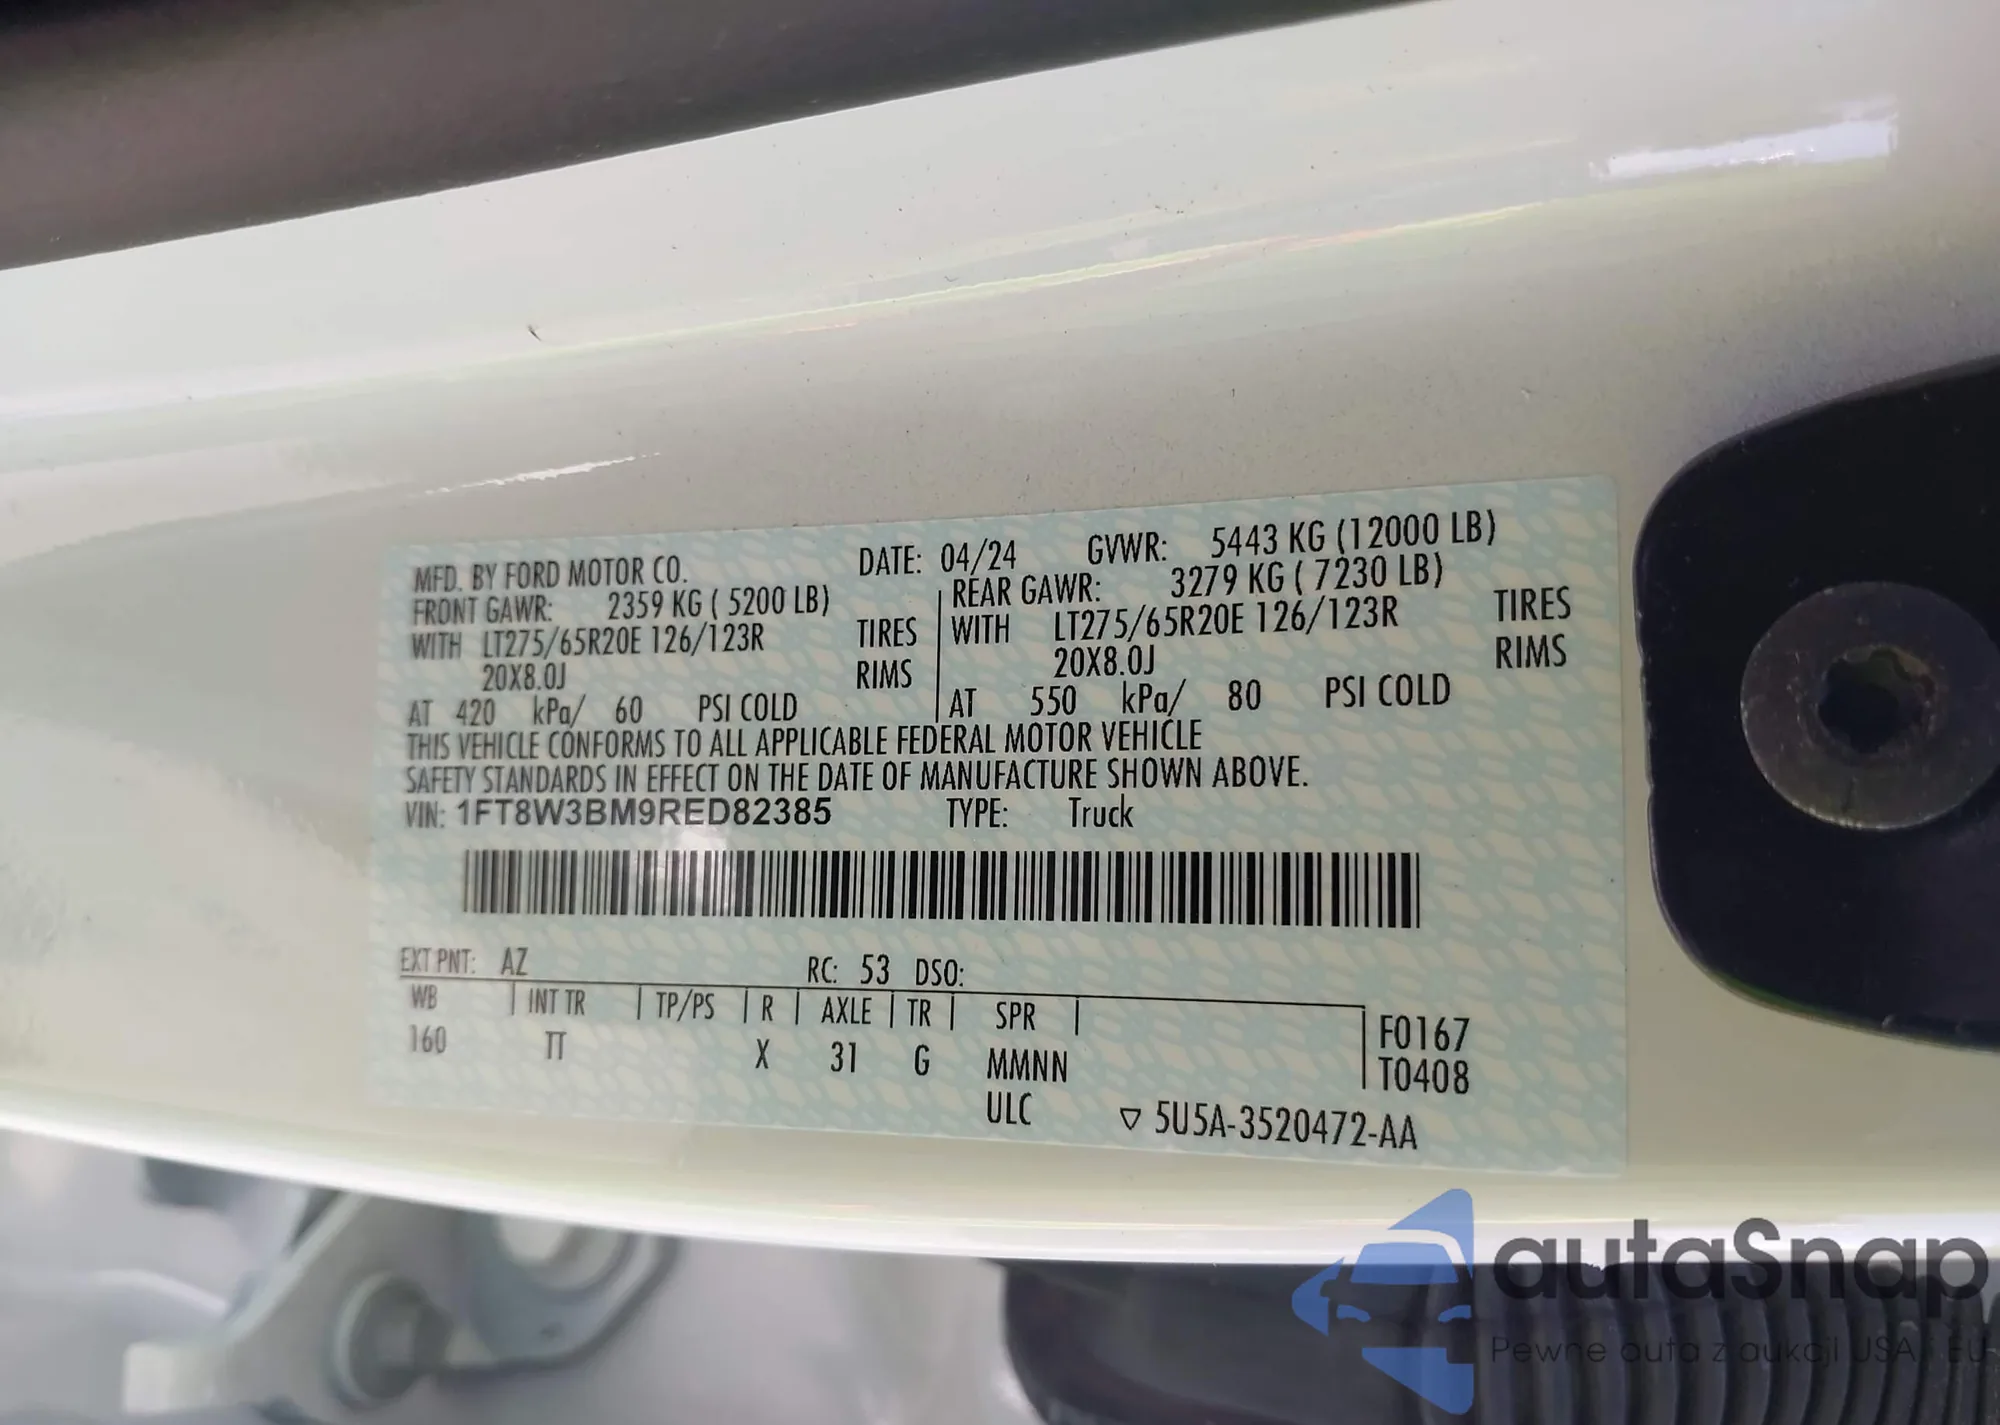 MFD. BY FORD MOTOR CO. DATE: 04/24 GVWR: 5443 KG (12000 LB)
FRONT GAWR: 2359 KG ( 5200 LB) REAR GAWR: 3279 KG ( 7230 LB)
WITH LT275/65R20E 126/123R TIRES WITH LT275/65R20E 126/123R TIRES
20X8.0J RIMS 20X8.0J RIMS
AT 420 kPa/ 60 PSI COLD AT 550 kPa/ 80 PSI COLD
THIS VEHICLE CONFORMS TO ALL APPLICABLE FEDERAL MOTOR VEHICLE
SAFETY STANDARDS IN EFFECT ON THE DATE OF MANUFACTURE SHOWN ABOVE.
VIN: 1FT8W3BM9RED82385 TYPE: Truck
EXT PNT: AZ RC: 53 DSO:
WB INT TR TP/PS R AXLE TR SPR F0167
160 TT X 31 G MMNN T0408
ULC ▽ 5U5A-3520472-AA
autaSnap
Pewne auta z aukcji USA i EU